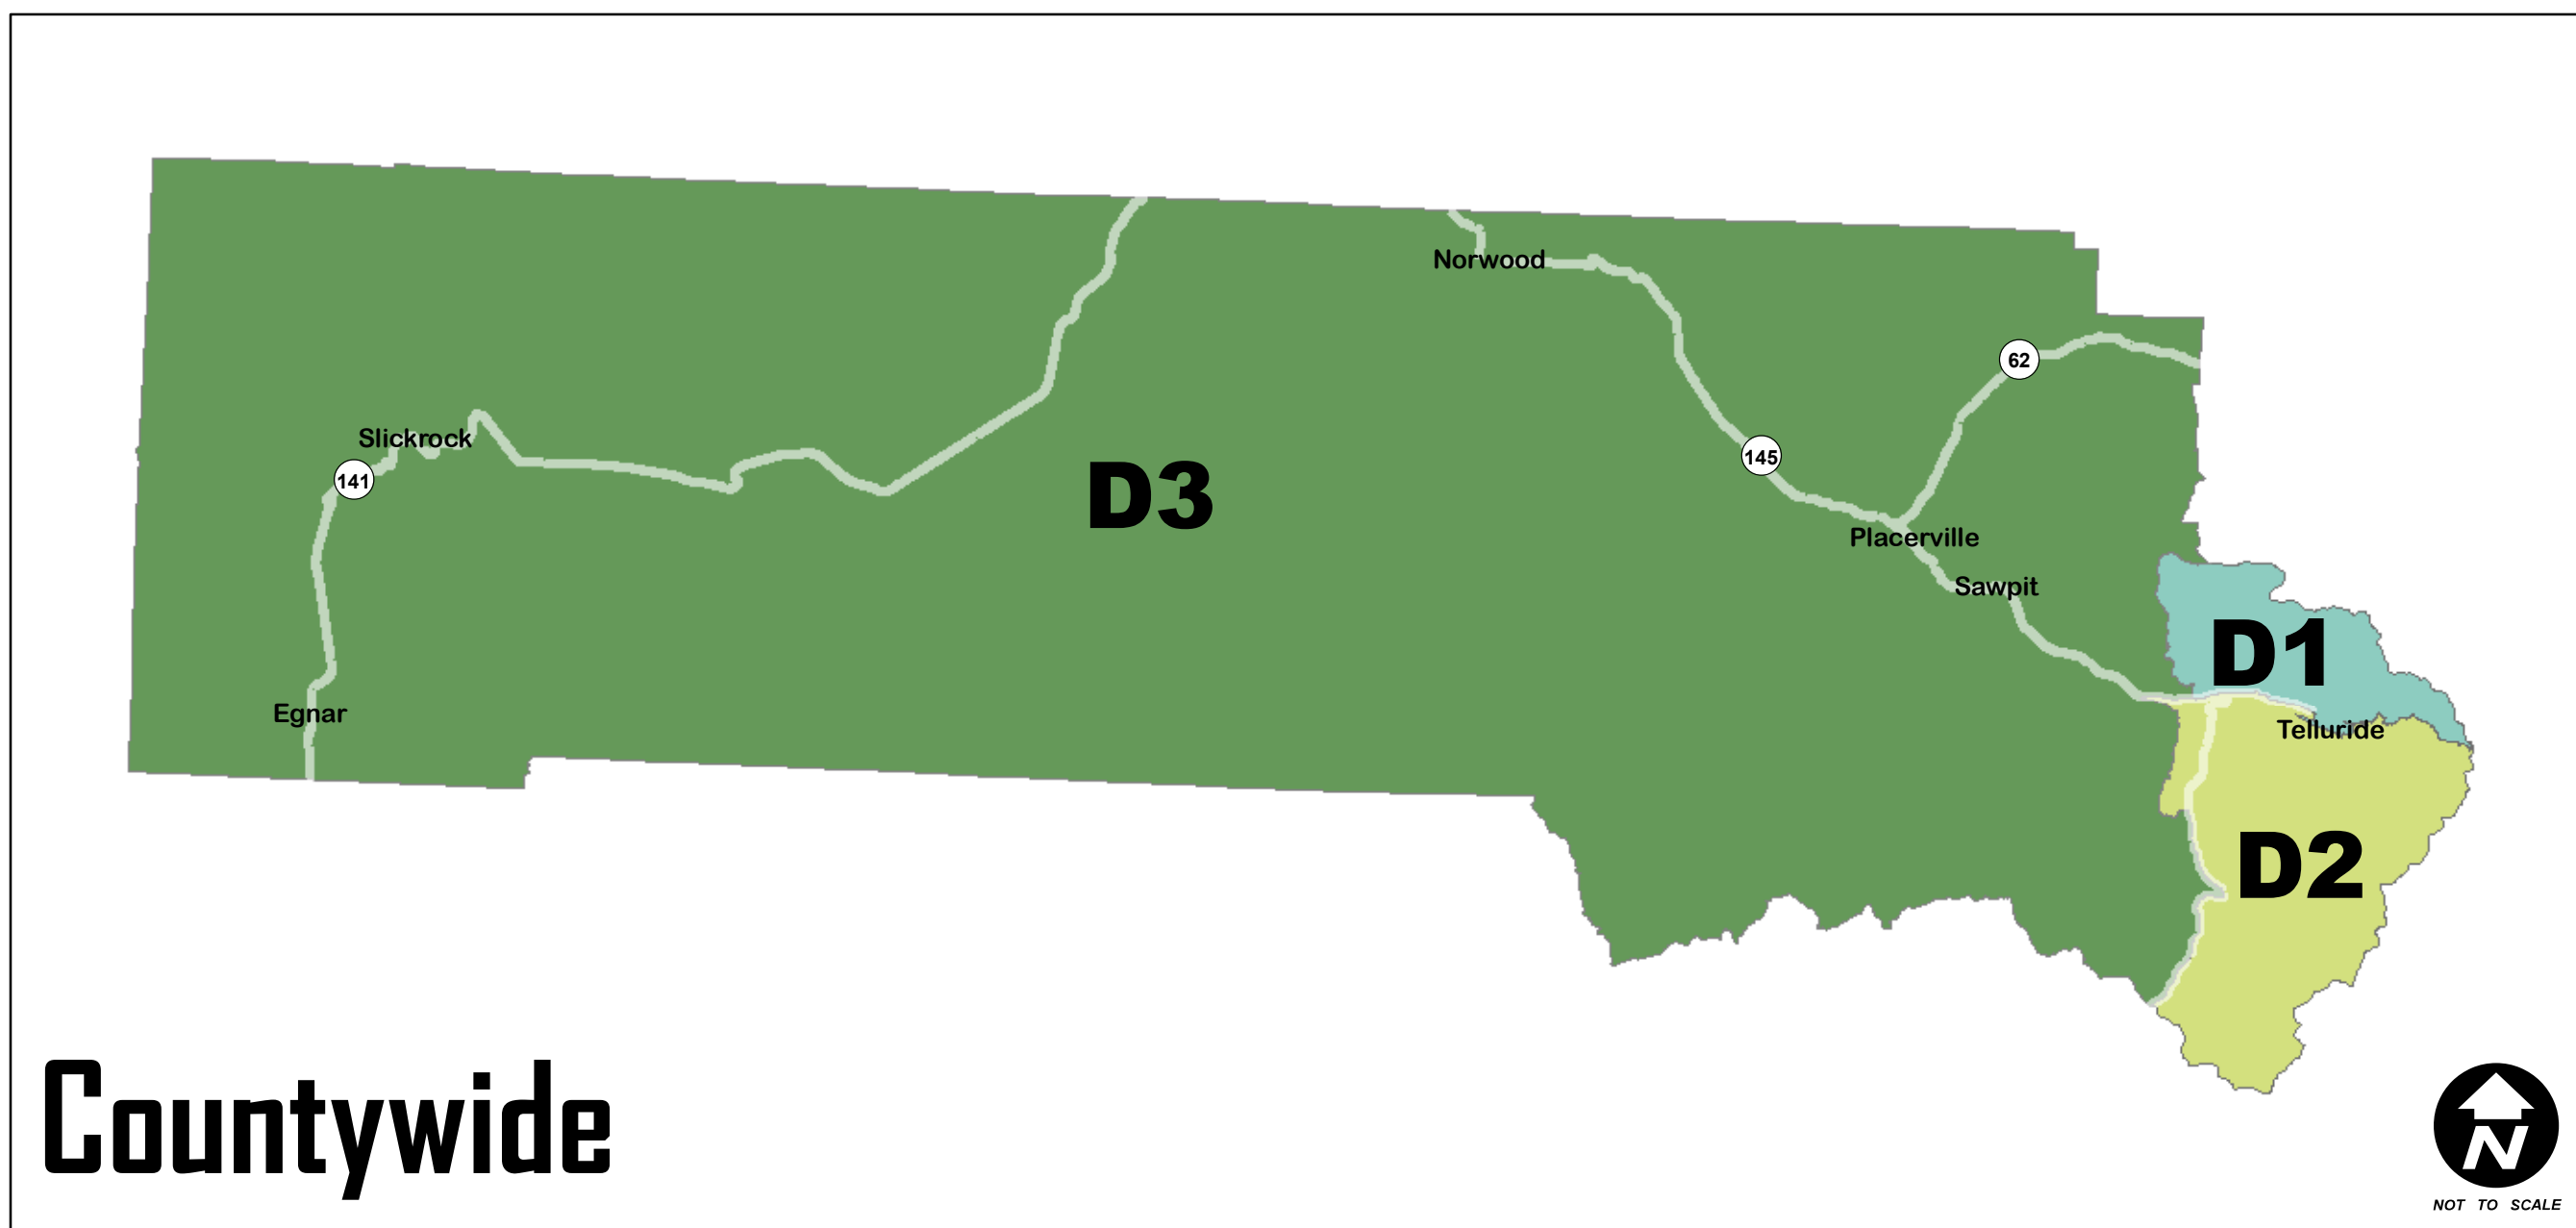 Norwood
62
Slickrock
145
141
D3
Placerville
Sawpit
D1
Egnar
Telluride
D2
Countywide
N
NOT TO SCALE